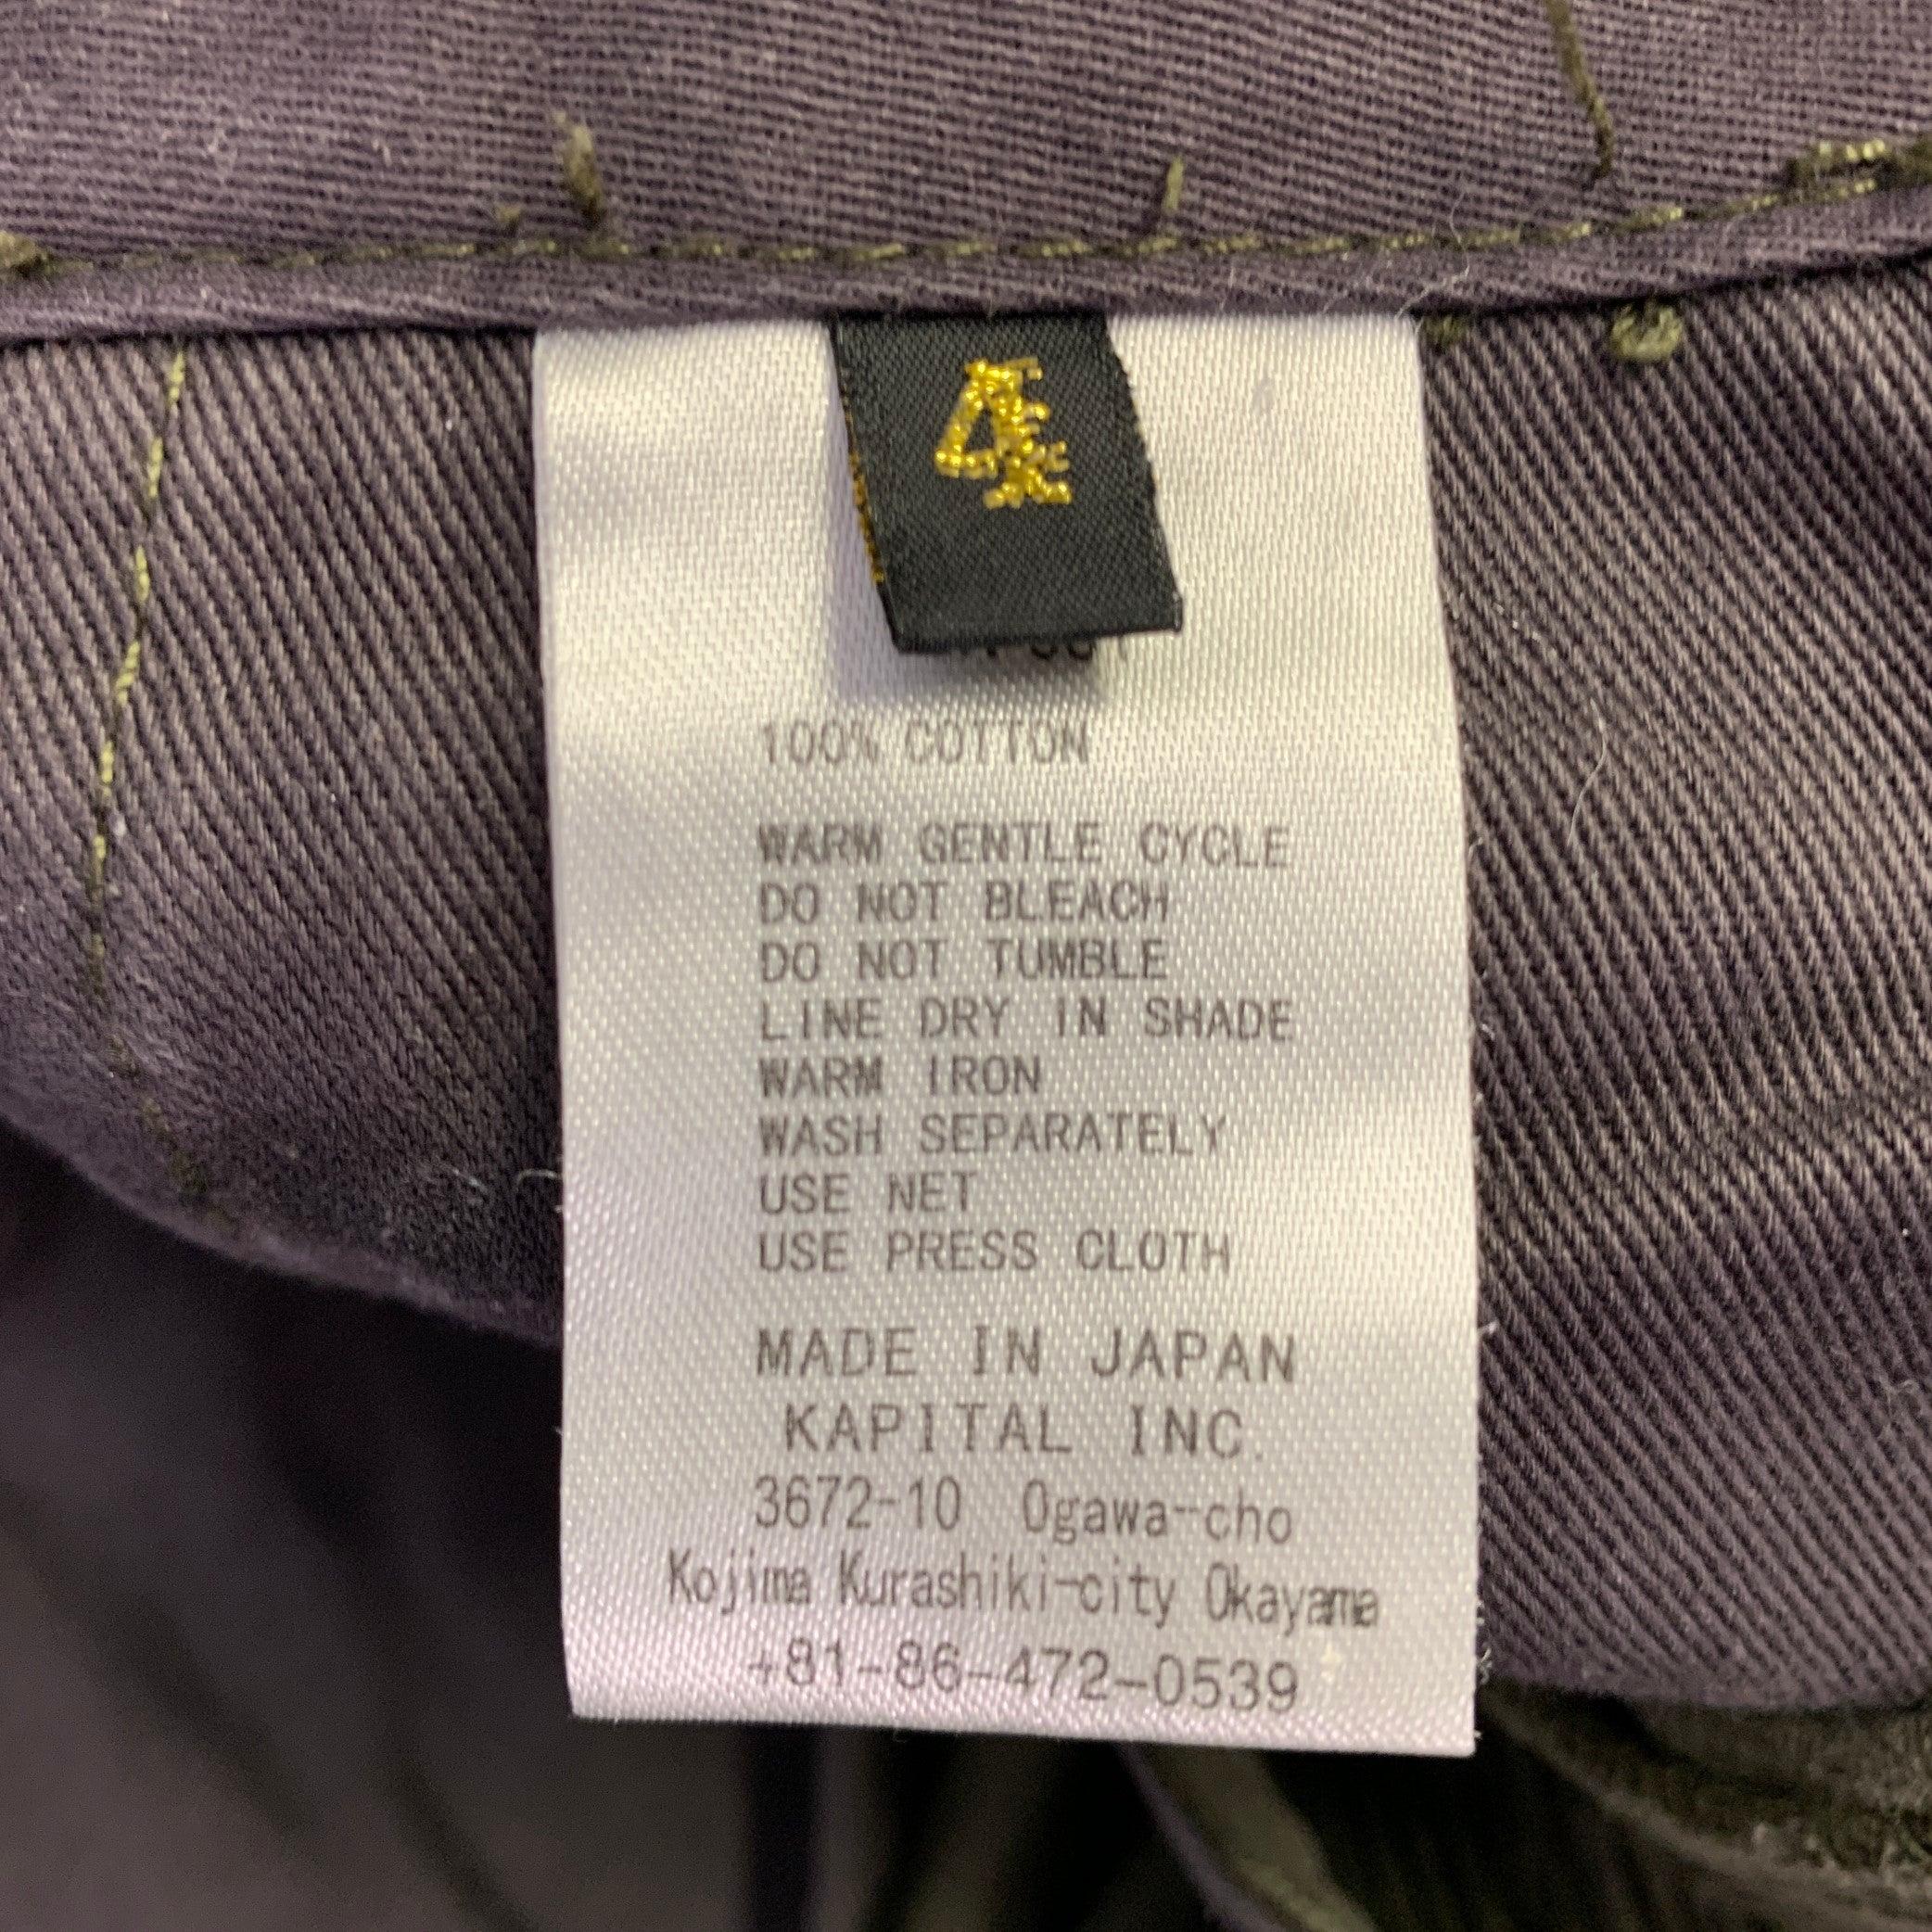 4
100% COTTON
WARM GENTLE CYCLE
DO NOT BLEACH
DO NOT TUMBLE
LINE DRY IN SHADE
WARM IRON
WASH SEPARATELY
USE NET
USE PRESS CLOTH
MADE IN JAPAN
KAPITAL INC.
3672-10 Ogawa-cho
Kojima Kurashiki-city Okayama
+81-86-472-0539